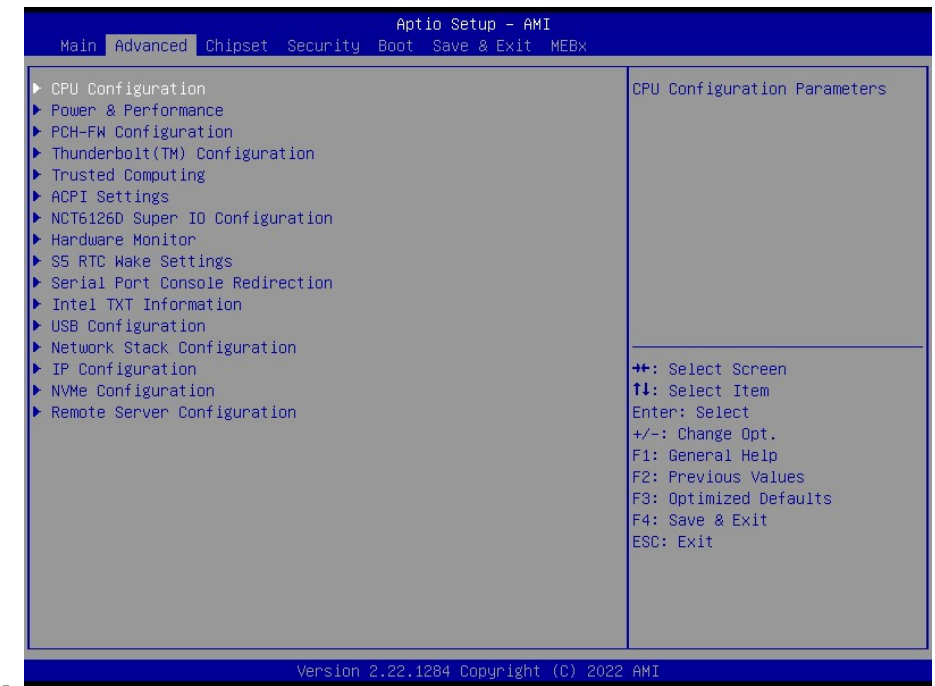 Aptio Setup - AMI
Main Advanced Chipset Security Boot Save & Exit MEBx
▶ CPU Configuration
▶ Power & Performance
▶ PCH-FW Configuration
▶ Thunderbolt(TM) Configuration
▶ Trusted Computing
▶ ACPI Settings
▶ NCT6126D Super IO Configuration
▶ Hardware Monitor
▶ S5 RTC Wake Settings
▶ Serial Port Console Redirection
▶ Intel TXT Information
▶ USB Configuration
▶ Network Stack Configuration
▶ IP Configuration
▶ NVMe Configuration
▶ Remote Server Configuration
CPU Configuration Parameters
→←: Select Screen
↑↓: Select Item
Enter: Select
+/-: Change Opt.
F1: General Help
F2: Previous Values
F3: Optimized Defaults
F4: Save & Exit
ESC: Exit
Version 2.22.1284 Copyright (C) 2022 AMI